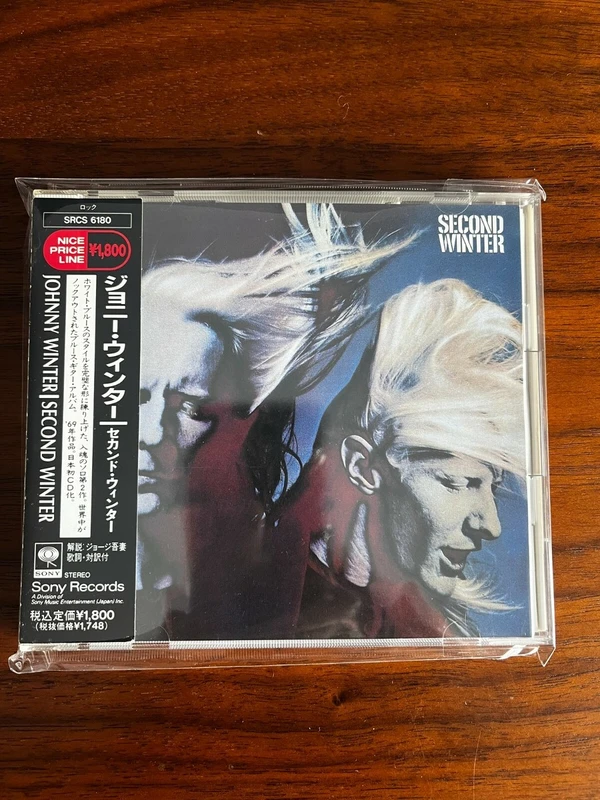 ロック
SRCS 6180
NICE
PRICE
LINE
¥1,800
ジョニー・ウィンター
セカンド・ウィンター
ホワイト・ブルースのスタイルを完璧な形に練り上げた、入魂のソロ第2作。世界中が
ノックアウトされたブルース・ギター・アルバム。 '69年作品。日本初CD化。
JOHNNY WINTER SECOND WINTER
解説：ジョージ吾妻
歌詞・対訳付
SONY
STEREO
Sony Records
A Division of
Sony Music Entertainment (Japan) Inc.
税込定価¥1,800
(税抜価格¥1,748)
SECOND
WINTER